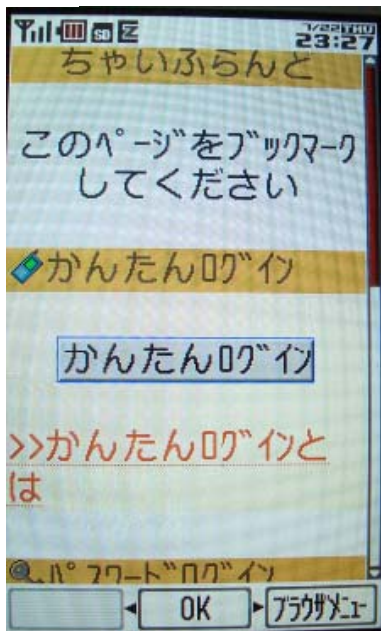 7/22 THU
23:27
ちゃいふらんと
このﾍﾟｰｼﾞをﾌﾞｯｸﾏｰｸ
してください
かんたんﾛｸﾞｲﾝ
かんたんﾛｸﾞｲﾝ
>>かんたんﾛｸﾞｲﾝと
は
ﾊﾟｽﾜｰﾄﾞﾛｸﾞｲﾝ
OK
ﾌﾞﾗｳｻﾞﾒﾆｭｰ